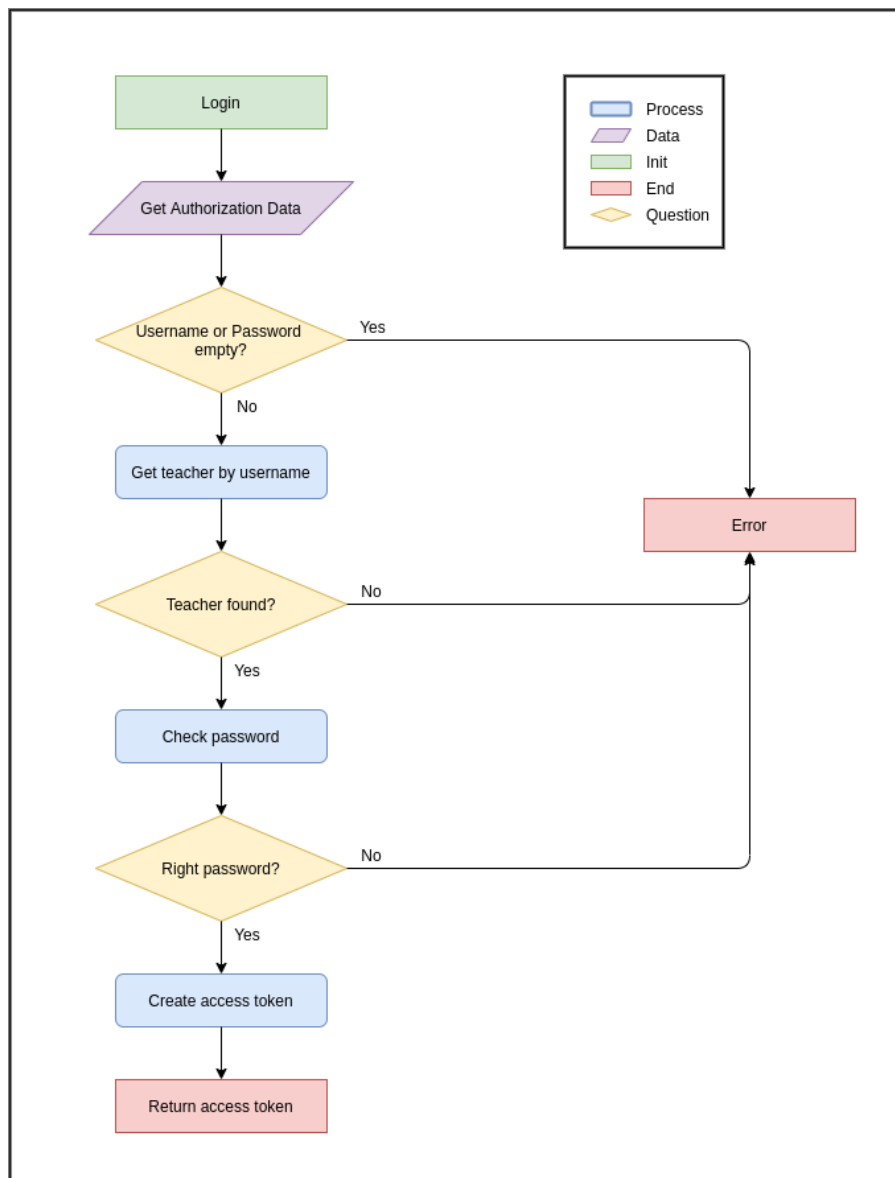 Login
Process
Data
Init
End
Question
Get Authorization Data
Username or Password
empty?
Yes
No
Get teacher by username
Error
Teacher found?
No
Yes
Check password
Right password?
No
Yes
Create access token
Return access token